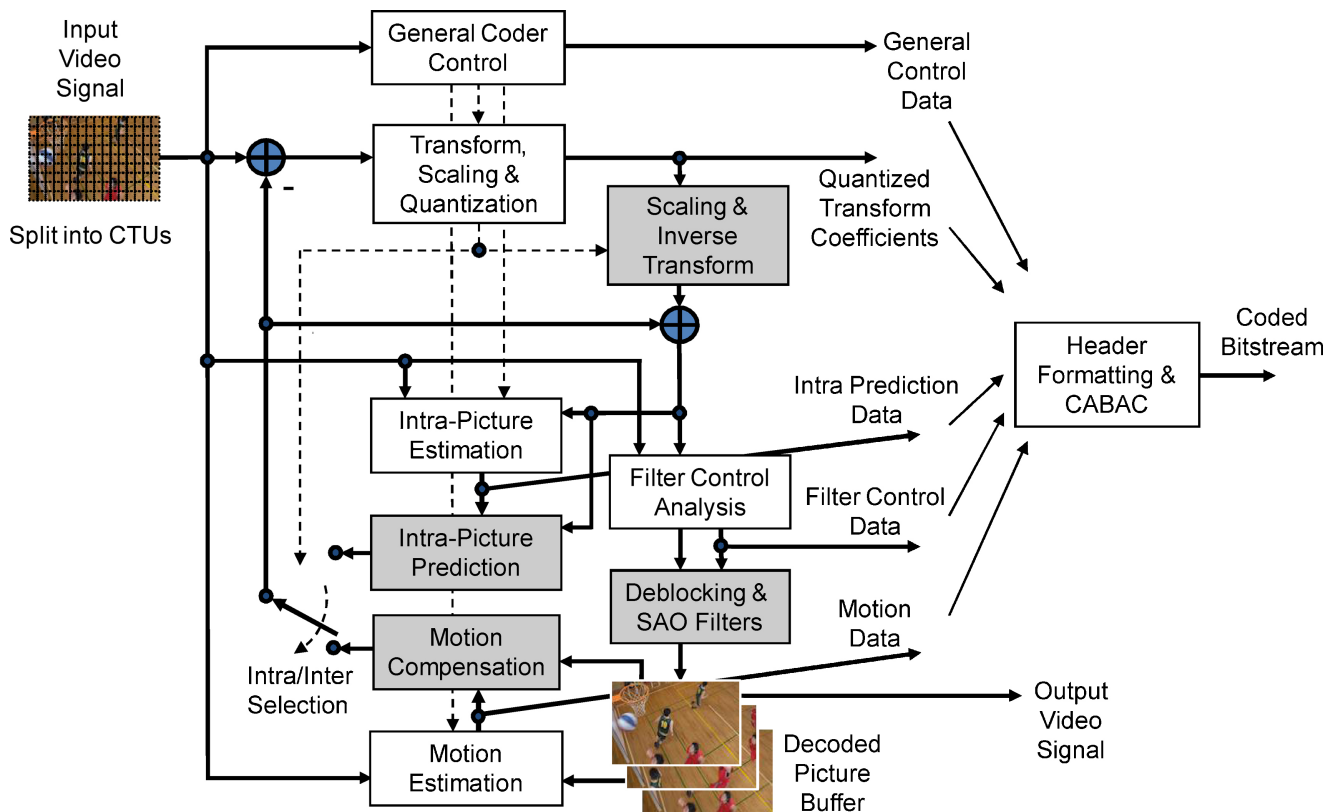 Input
Video
Signal
Split into CTUs
General Coder
Control
Transform,
Scaling &
Quantization
-
Scaling &
Inverse
Transform
Intra-Picture
Estimation
Filter Control
Analysis
Intra-Picture
Prediction
Deblocking &
SAO Filters
Motion
Compensation
Intra/Inter
Selection
Motion
Estimation
Decoded
Picture
Buffer
General
Control
Data
Quantized
Transform
Coefficients
Intra Prediction
Data
Filter Control
Data
Motion
Data
Output
Video
Signal
Header
Formatting &
CABAC
Coded
Bitstream